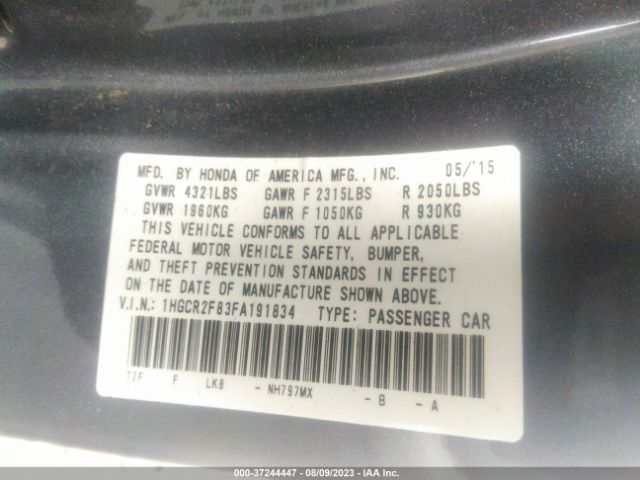 MFD. BY HONDA OF AMERICA MFG., INC. 05/'15
GVWR 4321LBS GAWR F 2315LBS R 2050LBS
GVWR 1960KG GAWR F 1050KG R 930KG
THIS VEHICLE CONFORMS TO ALL APPLICABLE
FEDERAL MOTOR VEHICLE SAFETY, BUMPER,
AND THEFT PREVENTION STANDARDS IN EFFECT
ON THE DATE OF MANUFACTURE SHOWN ABOVE.
V.I.N.: 1HGCR2F83FA191834 TYPE: PASSENGER CAR
T2F F LK8 - NH797MX - B - A
000-37244447 - 08/09/2023 - IAA Inc.